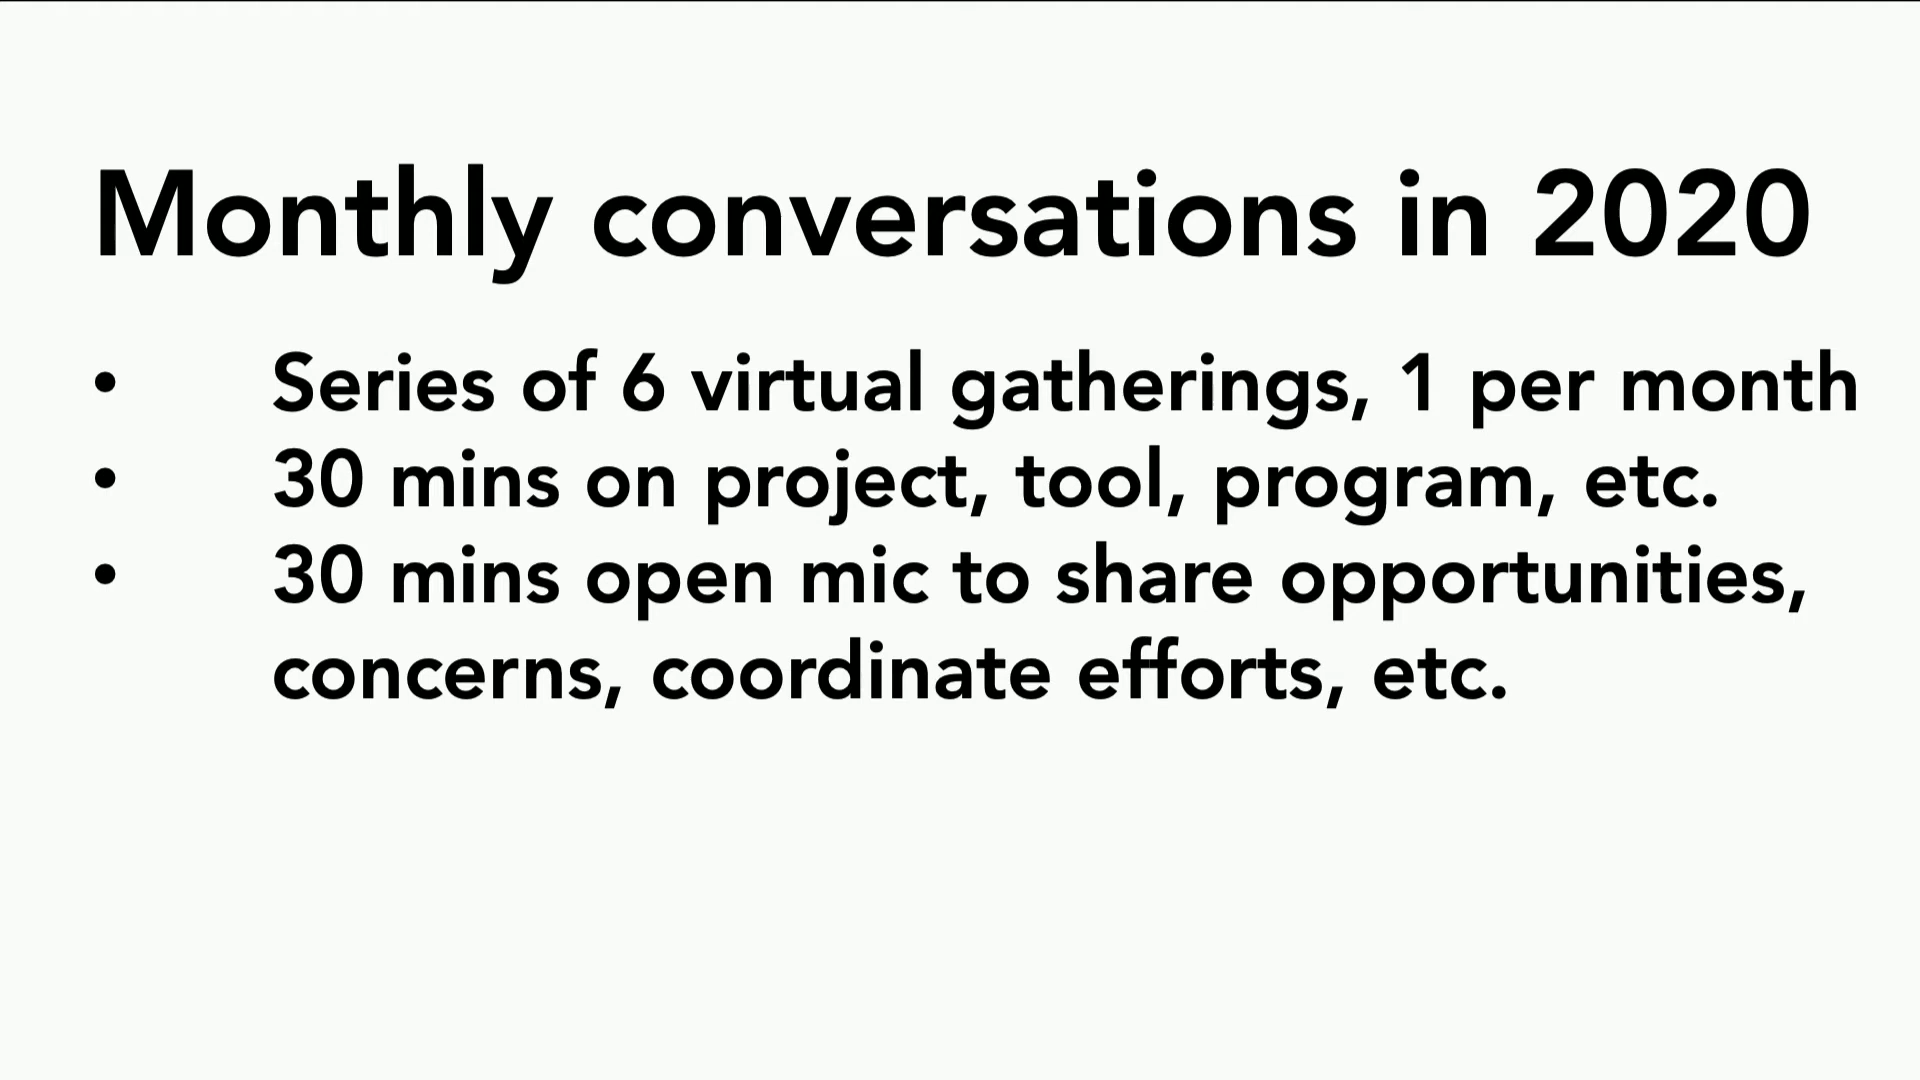 Monthly conversations in 2020
• Series of 6 virtual gatherings, 1 per month
• 30 mins on project, tool, program, etc.
• 30 mins open mic to share opportunities,
concerns, coordinate efforts, etc.